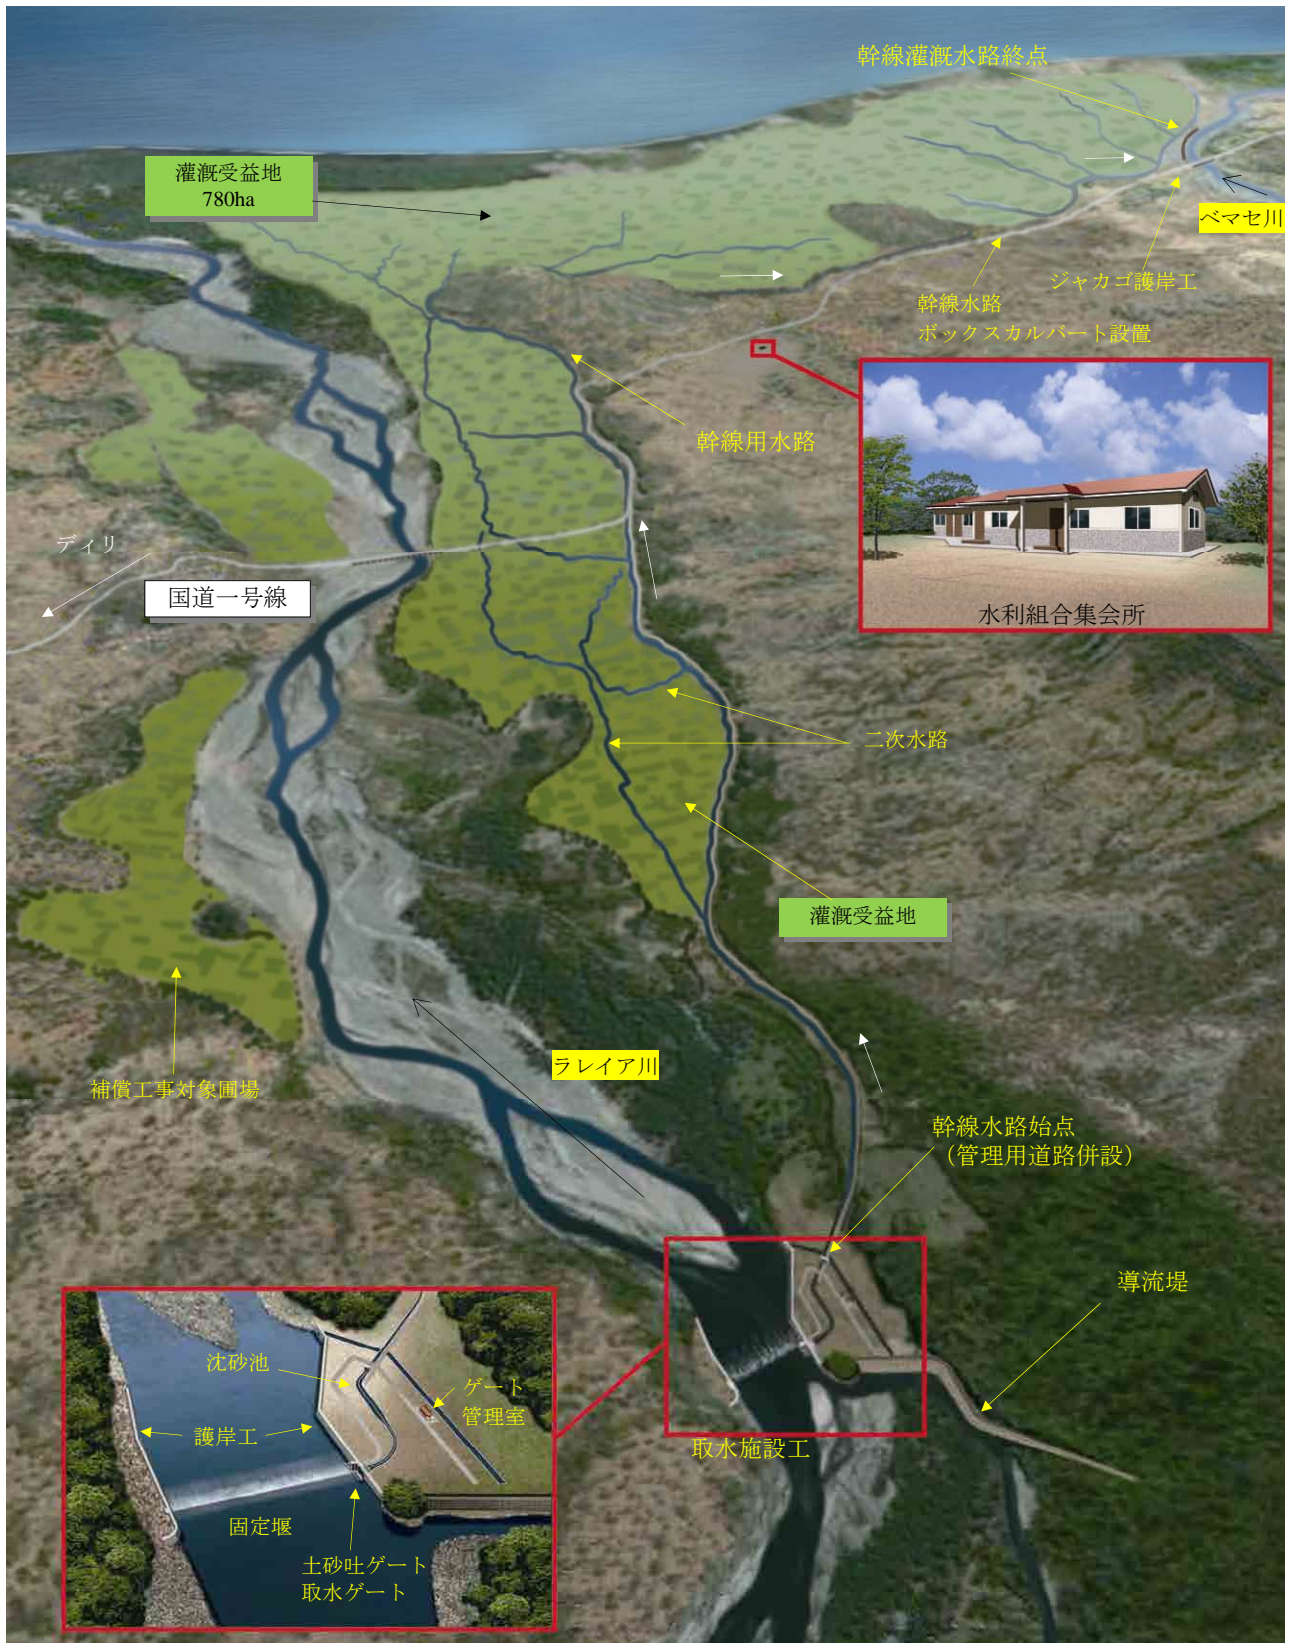 幹線灌漑水路終点
灌漑受益地
780ha
ベマセ川
ジャカゴ護岸工
幹線水路
ボックスカルバート設置
幹線用水路
ディリ
国道一号線
水利組合集会所
二次水路
灌漑受益地
ラレイア川
補償工事対象圃場
幹線水路始点
（管理用道路併設）
導流堤
沈砂池
ゲート
管理室
護岸工
取水施設工
固定堰
土砂吐ゲート
取水ゲート